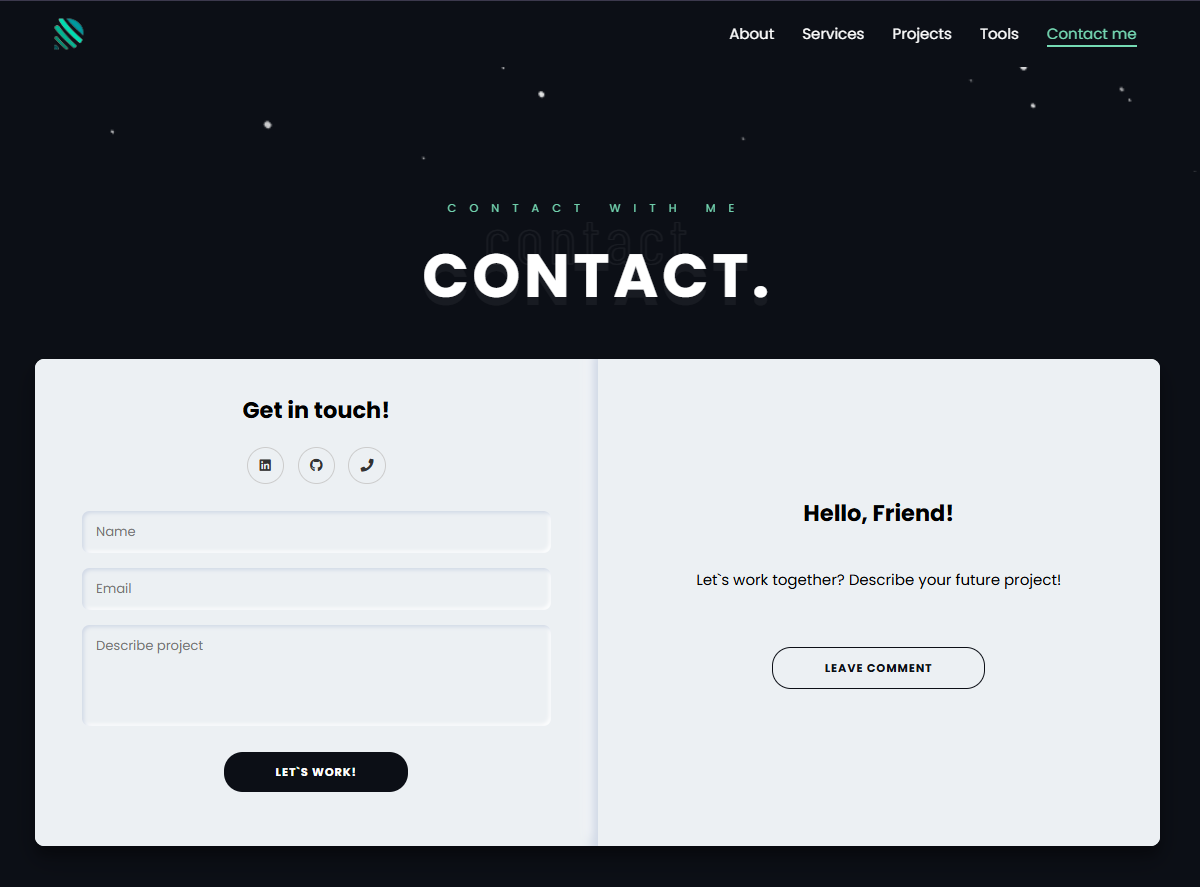 About Services Projects Tools Contact me
CONTACT WITH ME
contact
CONTACT.
Get in touch!
Name
Email
Describe project
LET`S WORK!
Hello, Friend!
Let`s work together? Describe your future project!
LEAVE COMMENT